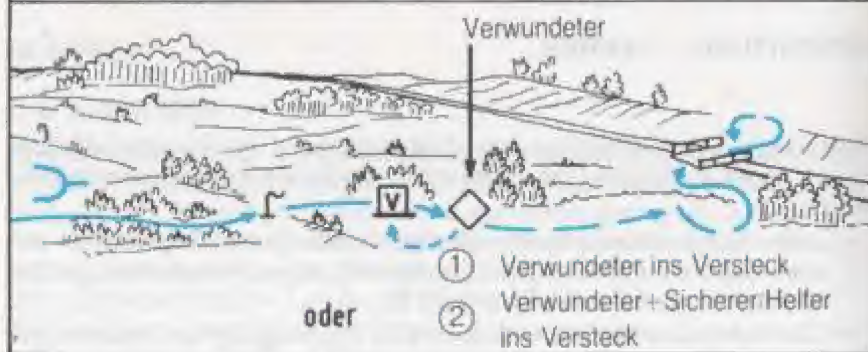 Verwundeter
V
① Verwundeter ins Versteck
oder
② Verwundeter + Sicherer Helfer
ins Versteck